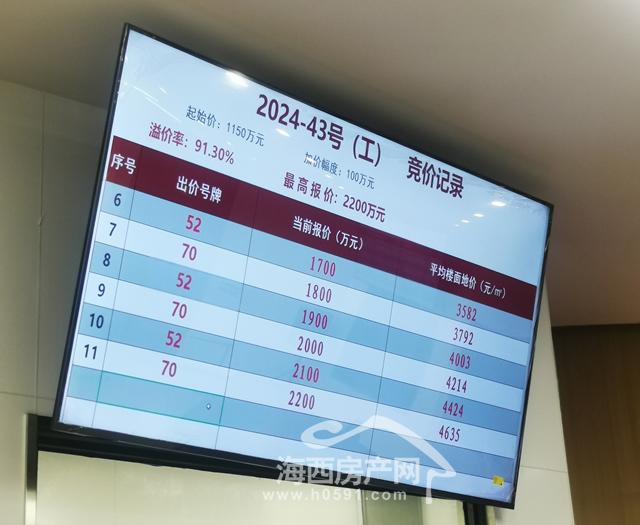 2024-43号（工） 竞价记录
起始价：1150万元 加价幅度：100万元
溢价率：91.30% 最高报价：2200万元
序号 出价号牌 当前报价（万元） 平均楼面地价（元/㎡）
6 52 1700 3582
7 70 1800 3792
8 52 1900 4003
9 70 2000 4214
10 52 2100 4424
11 70 2200 4635
海西房产网
www.h0591.com